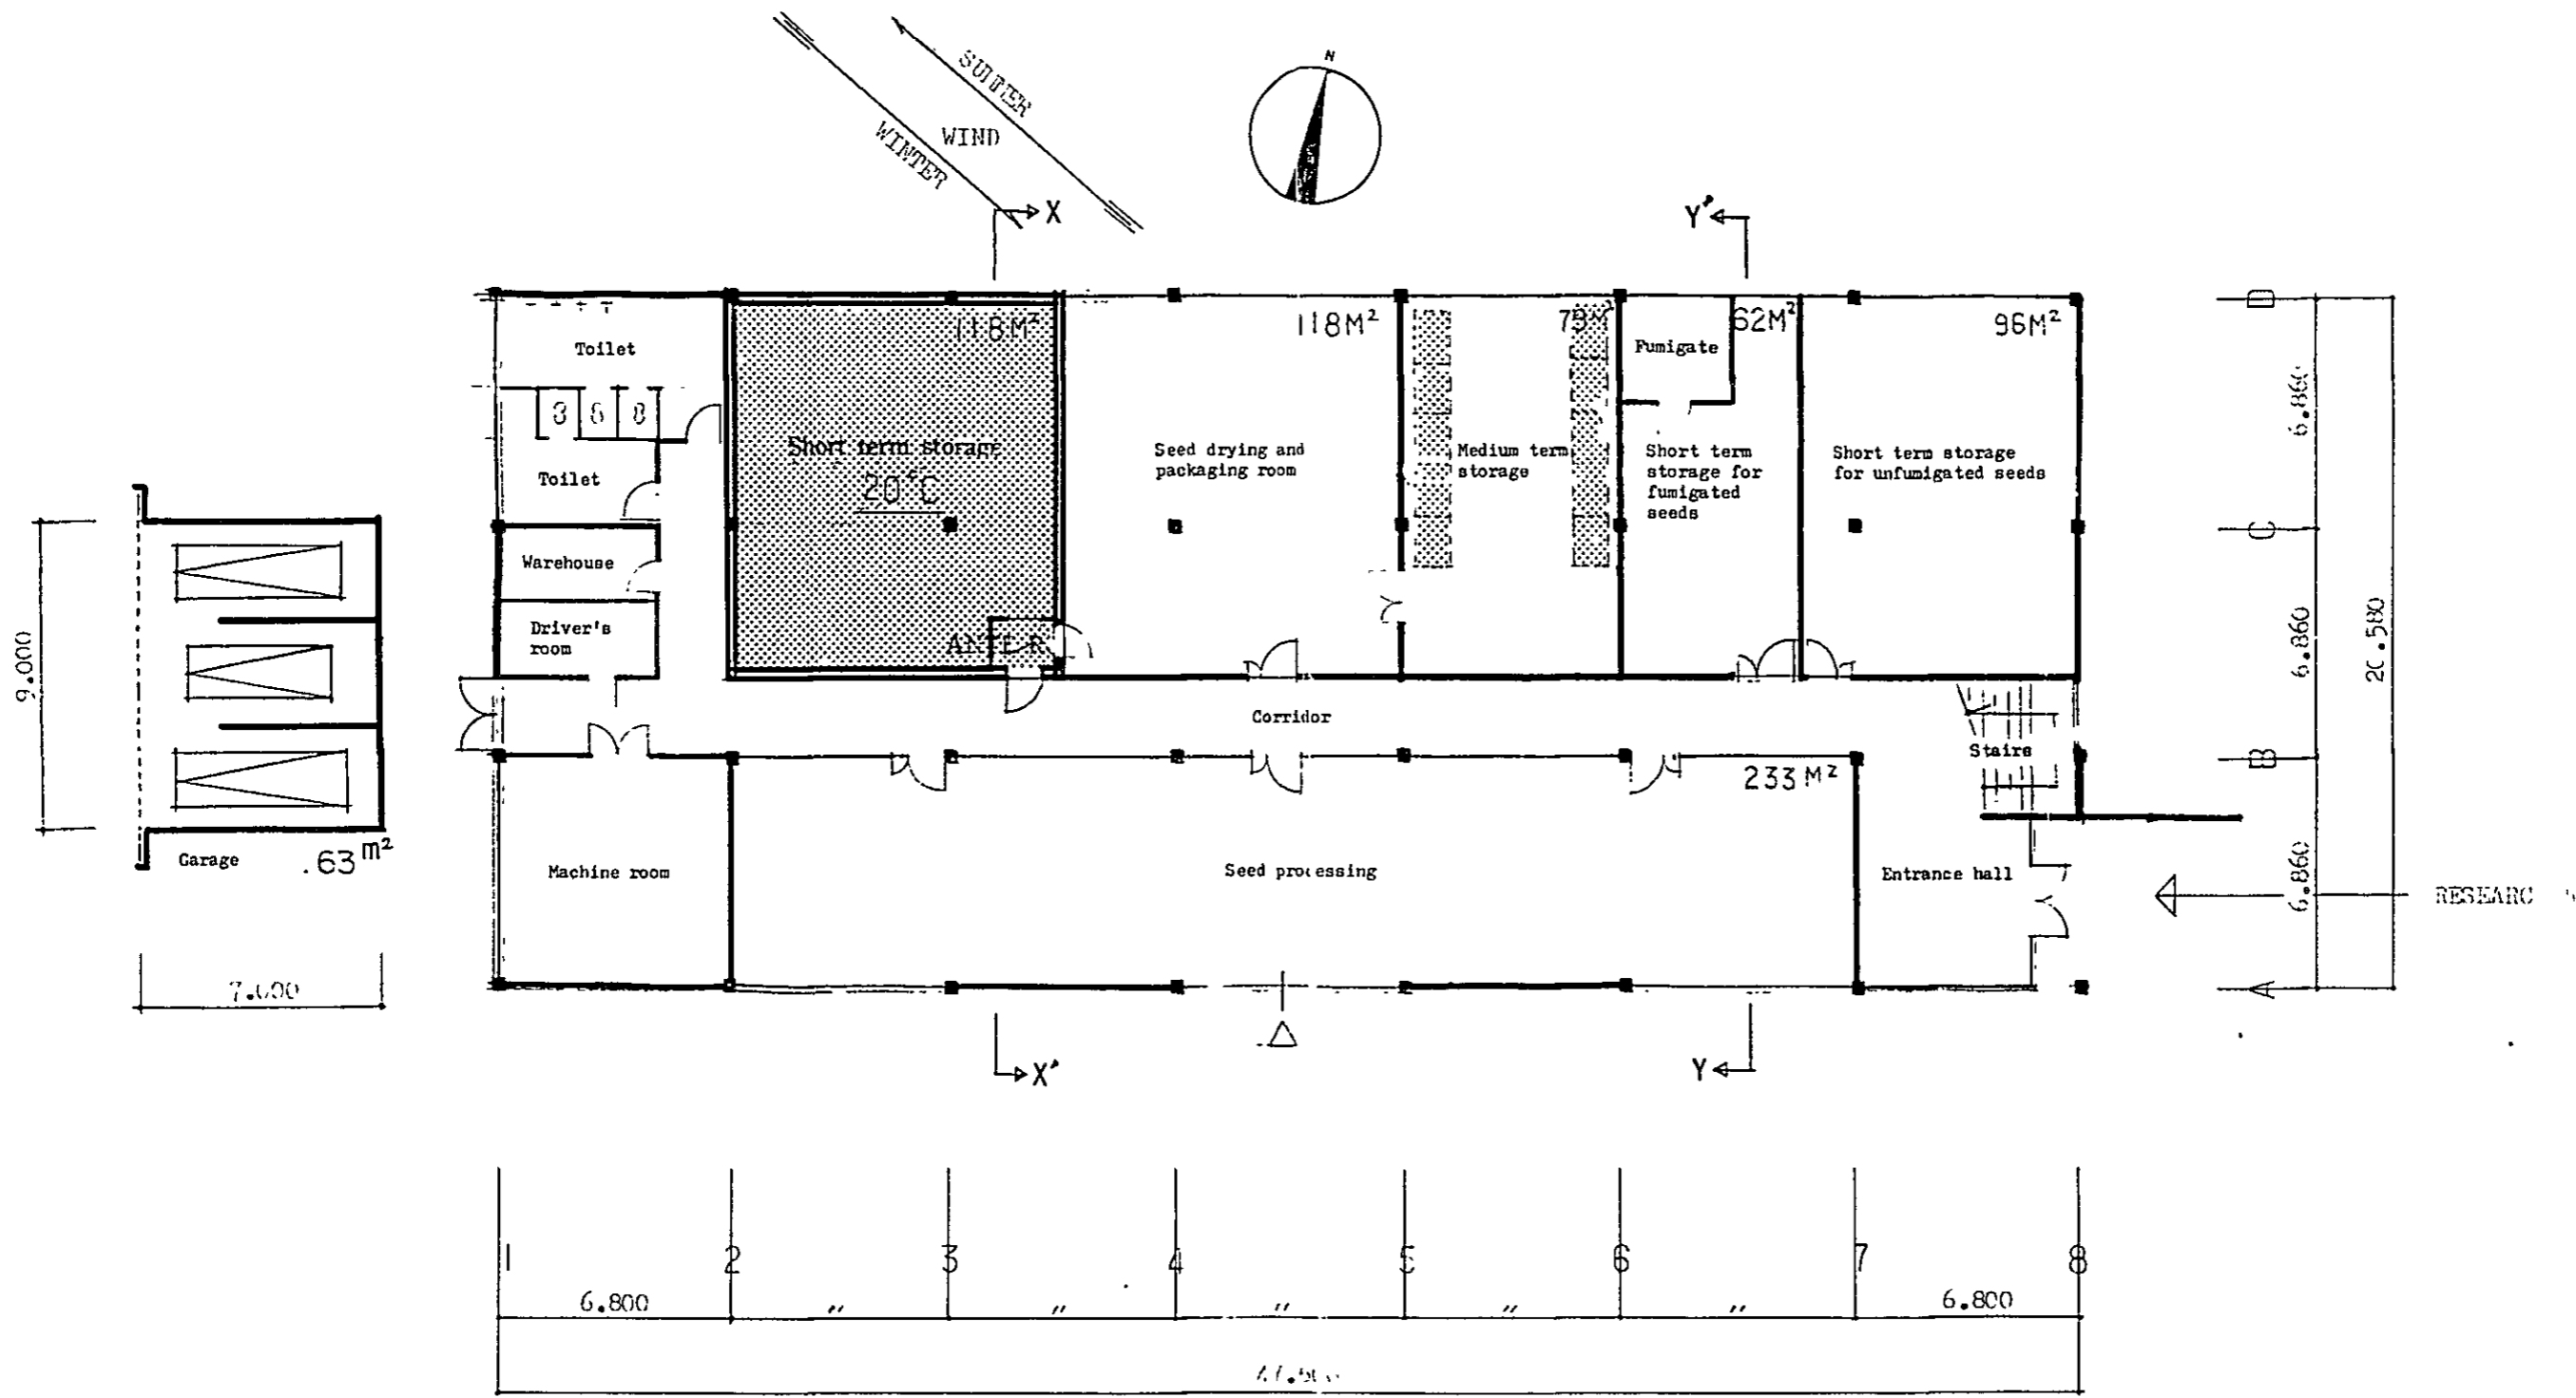 SUMMER
WIND
WINTER
N
X
Y'
118M²
118M²
79M²
62M²
96M²
D
Toilet
Fumigate
6.860
Short term storage
20°C
Seed drying and
packaging room
Medium term
storage
Short term
storage for
fumigated
seeds
Short term storage
for unfumigated seeds
Toilet
C
Warehouse
Driver's
room
ANTE R.
9.000
6.860
20.580
Corridor
Stairs
B
233 M²
Garage
63 m²
Machine room
Seed processing
Entrance hall
6.860
7.000
A
X'
Y
1
2
3
4
5
6
7
8
6.800
"
"
"
"
"
6.800